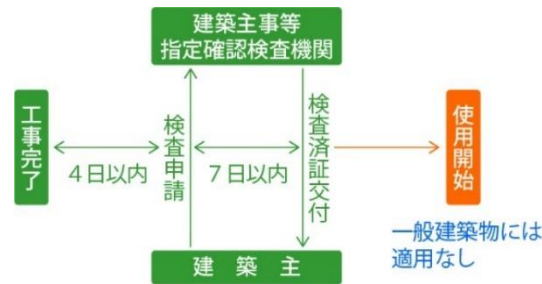 建築主事等
指定確認検査機関
工事完了
4日以内
検査申請
7日以内
検査済証交付
使用開始
一般建築物には
適用なし
建築主